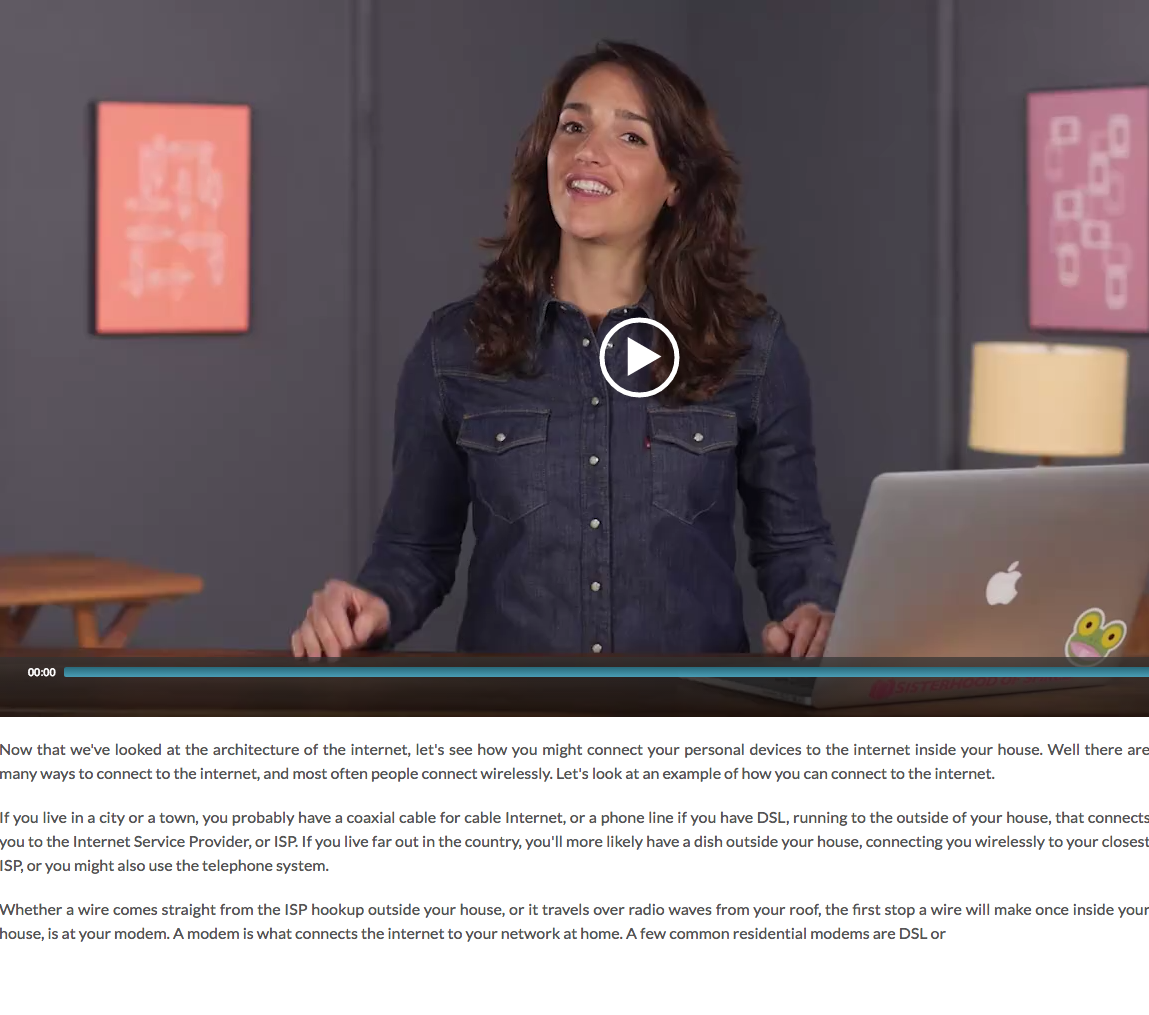 00:00
SISTERHOOD
Now that we've looked at the architecture of the internet, let's see how you might connect your personal devices to the internet inside your house. Well there are
many ways to connect to the internet, and most often people connect wirelessly. Let's look at an example of how you can connect to the internet.
If you live in a city or a town, you probably have a coaxial cable for cable Internet, or a phone line if you have DSL, running to the outside of your house, that connects
you to the Internet Service Provider, or ISP. If you live far out in the country, you'll more likely have a dish outside your house, connecting you wirelessly to your closest
ISP, or you might also use the telephone system.
Whether a wire comes straight from the ISP hookup outside your house, or it travels over radio waves from your roof, the first stop a wire will make once inside your
house, is at your modem. A modem is what connects the internet to your network at home. A few common residential modems are DSL or